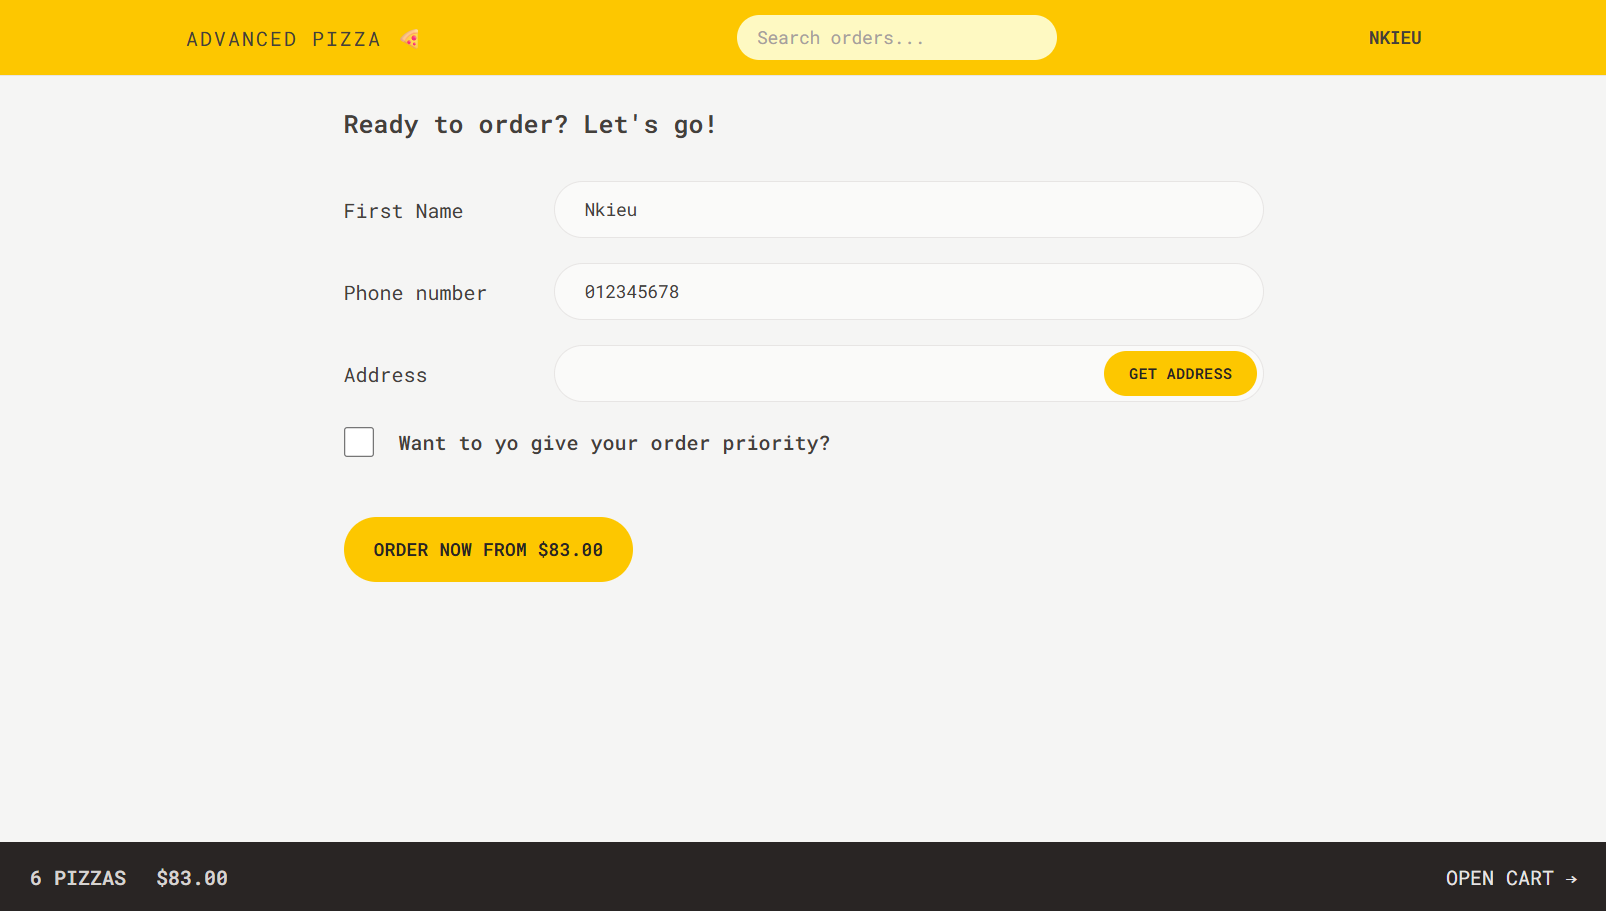 ADVANCED PIZZA 🍕
Search orders...
NKIEU
Ready to order? Let's go!
First Name
Nkieu
Phone number
012345678
Address
GET ADDRESS
Want to yo give your order priority?
ORDER NOW FROM $83.00
6 PIZZAS $83.00
OPEN CART →